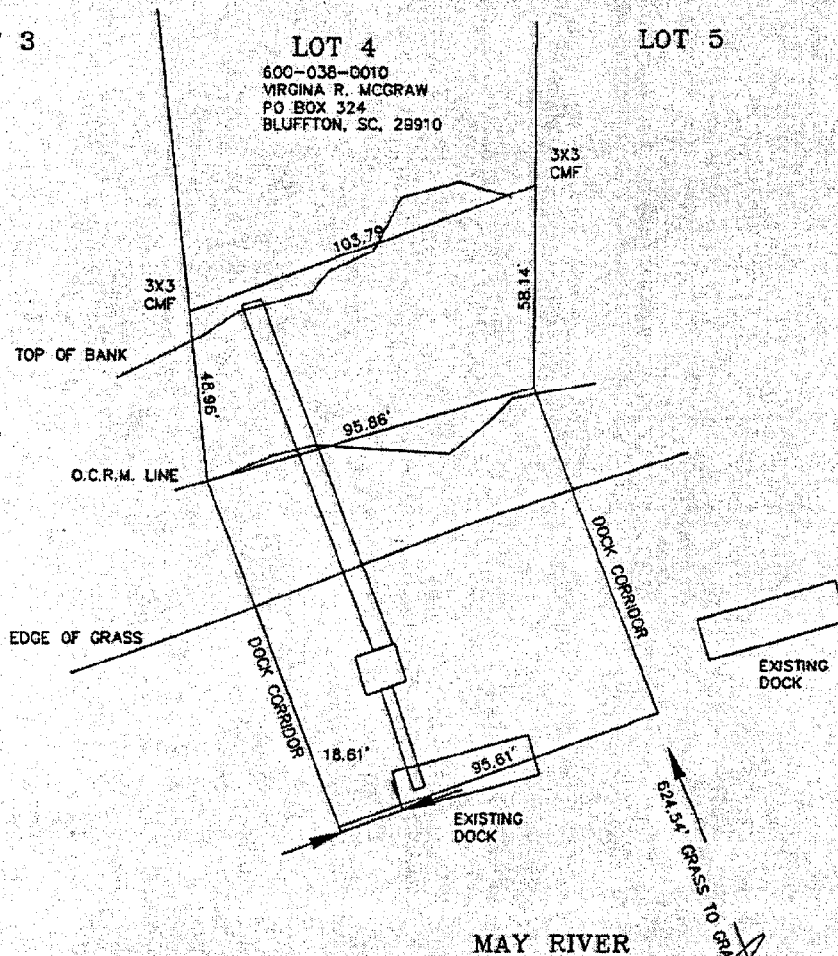 3
LOT 4
LOT 5
600-038-0010
VIRGINA R. MCGRAW
PO BOX 324
BLUFFTON, SC, 29910
3X3
CMF
103.79
3X3
CMF
58.14'
TOP OF BANK
48.96'
95.86'
O.C.R.M. LINE
DOCK CORRIDOR
EDGE OF GRASS
DOCK CORRIDOR
EXISTING
DOCK
18.61'
95.61'
EXISTING
DOCK
624.54' GRASS TO
MAY RIVER